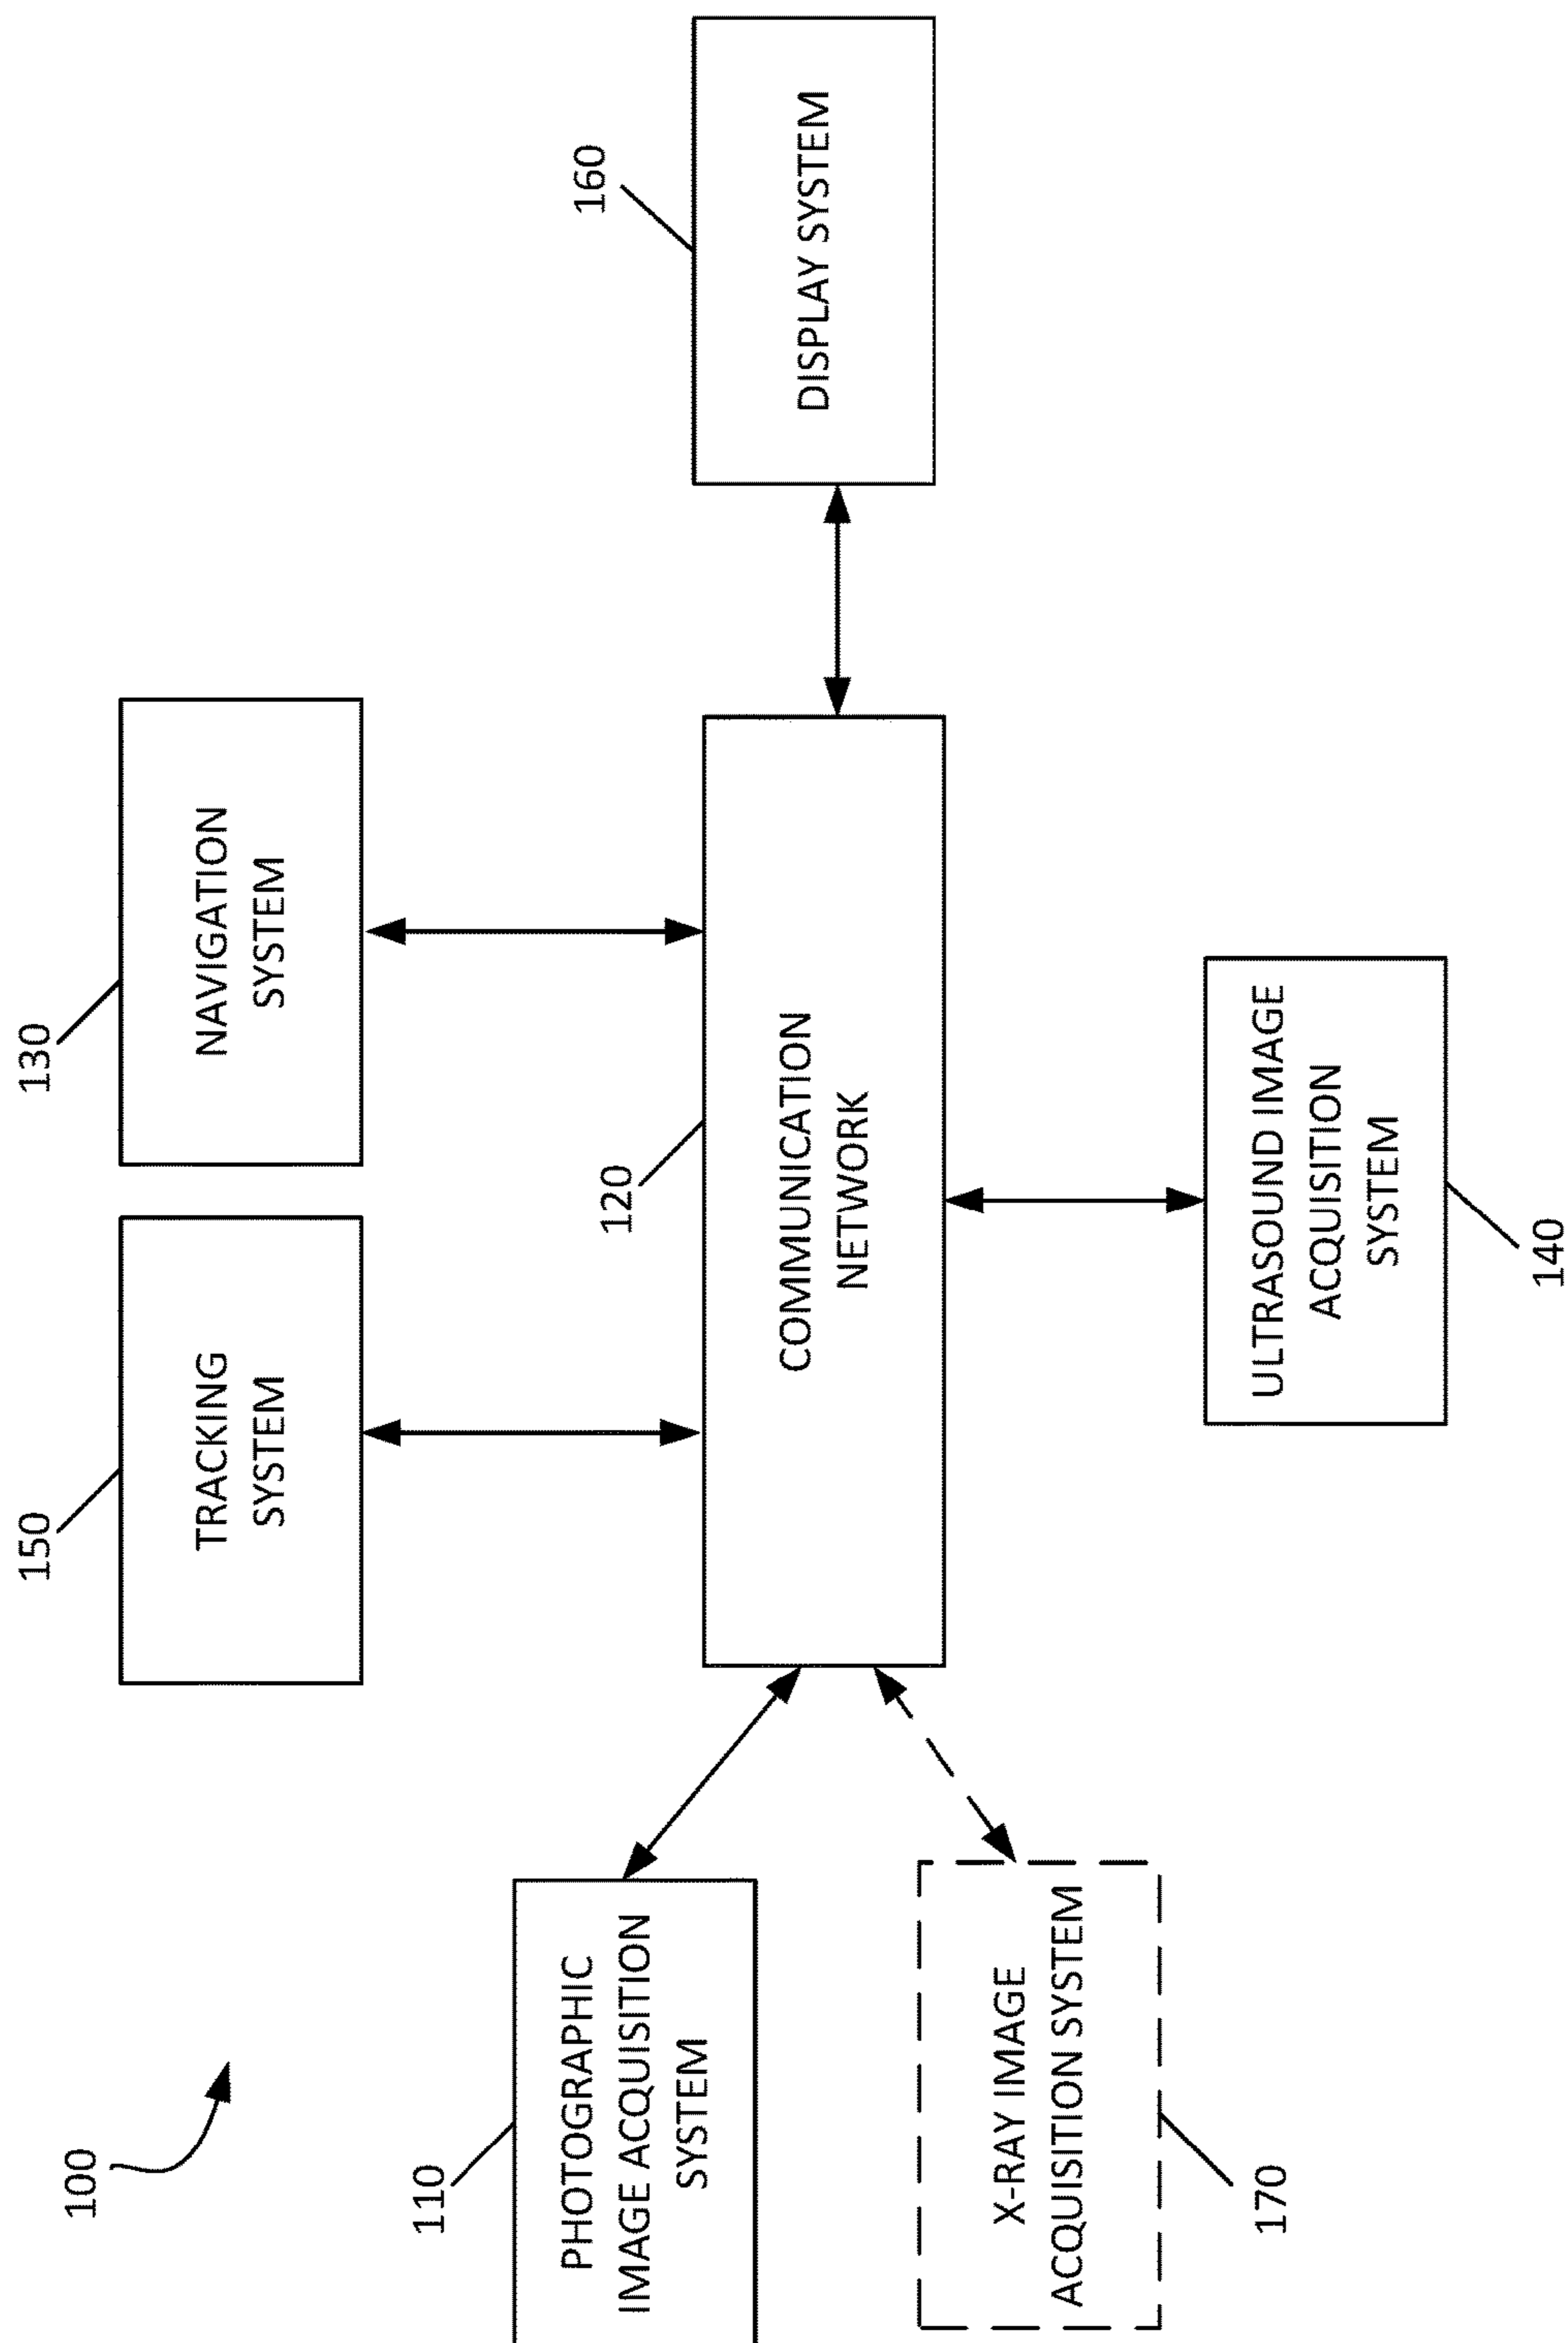 100
150
TRACKING
SYSTEM
130
NAVIGATION
SYSTEM
110
PHOTOGRAPHIC
IMAGE ACQUISITION
SYSTEM
120
COMMUNICATION
NETWORK
160
DISPLAY SYSTEM
X-RAY IMAGE
ACQUISITION SYSTEM
170
ULTRASOUND IMAGE
ACQUISITION
SYSTEM
140